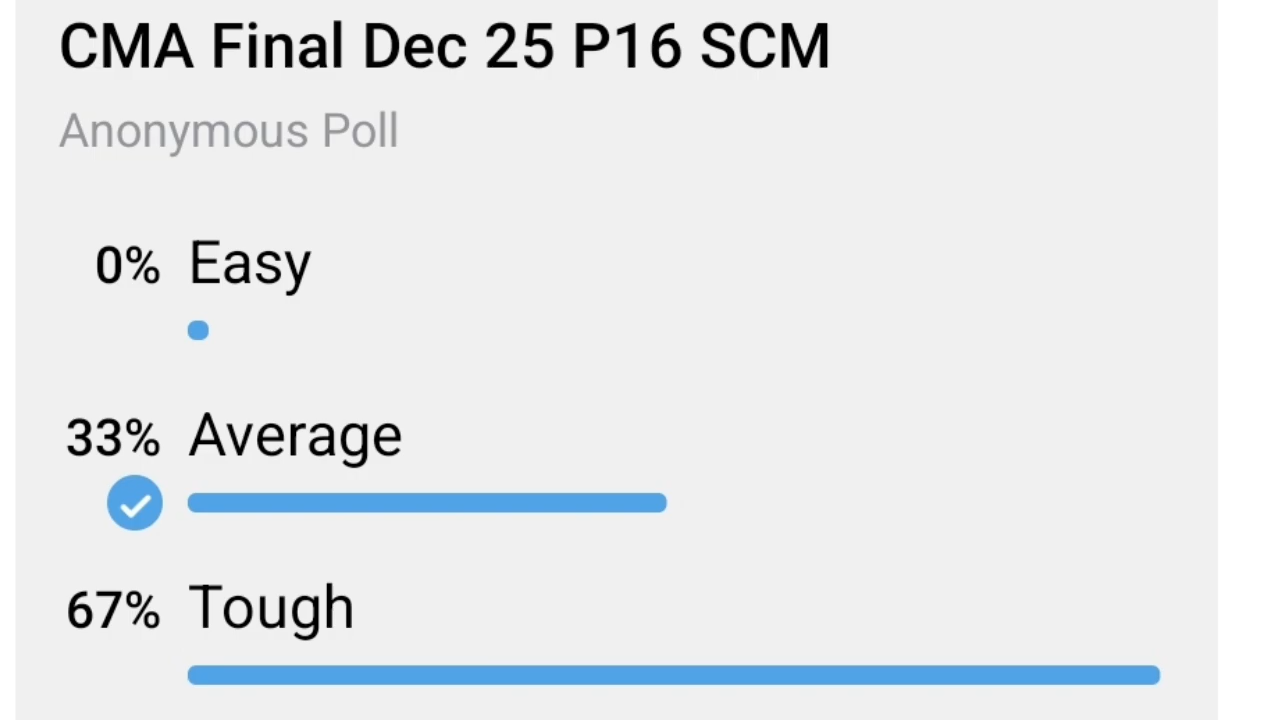 CMA Final Dec 25 P16 SCM
Anonymous Poll
0% Easy
33% Average
67% Tough